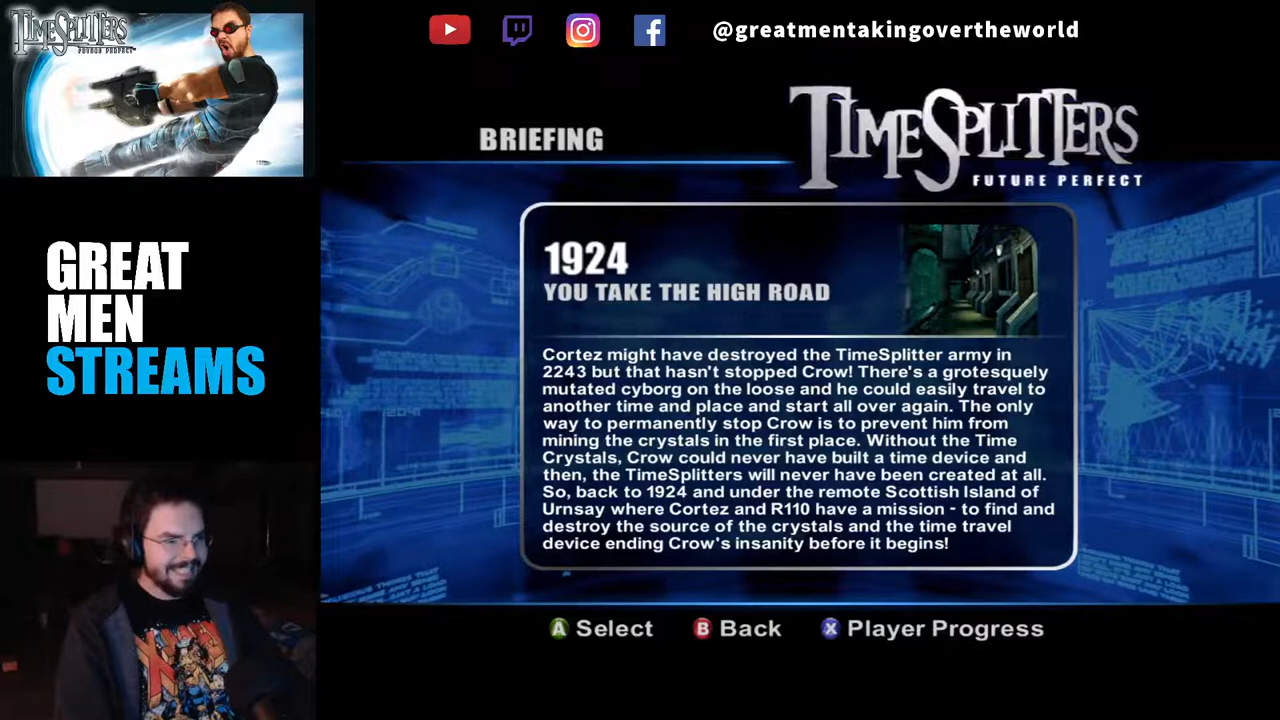 TIMESPLITTERS
FUTURE PERFECT
@greatmentakingovertheworld
BRIEFING
TIMESPLITTERS
FUTURE PERFECT
GREAT
MEN
STREAMS
1924
YOU TAKE THE HIGH ROAD
Cortez might have destroyed the TimeSplitter army in
2243 but that hasn't stopped Crow! There's a grotesquely
mutated cyborg on the loose and he could easily travel to
another time and place and start all over again. The only
way to permanently stop Crow is to prevent him from
mining the crystals in the first place. Without the Time
Crystals, Crow could never have built a time device and
then, the TimeSplitters will never have been created at all.
So, back to 1924 and under the remote Scottish Island of
Urnsay where Cortez and R110 have a mission - to find and
destroy the source of the crystals and the time travel
device ending Crow's insanity before it begins!
A Select B Back X Player Progress